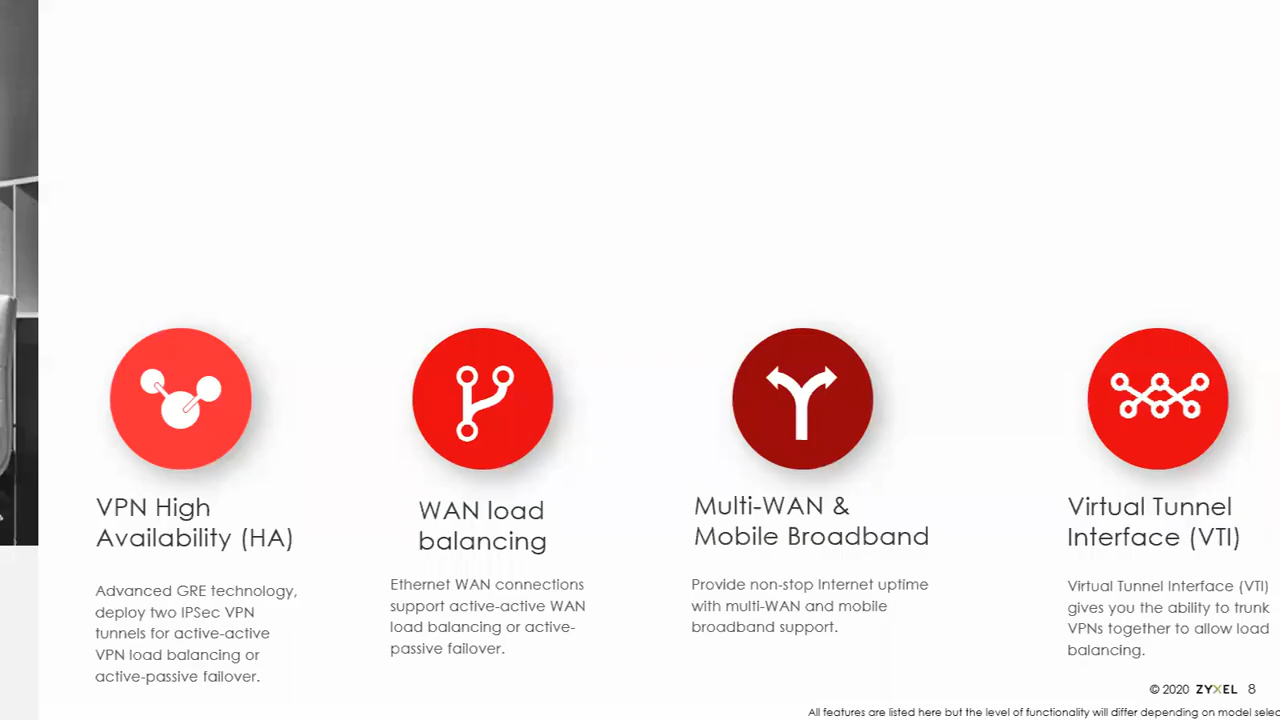 VPN High
Availability (HA)
Advanced GRE technology,
deploy two IPSec VPN
tunnels for active-active
VPN load balancing or
active-passive failover.
WAN load
balancing
Ethernet WAN connections
support active-active WAN
load balancing or active-
passive failover.
Multi-WAN &
Mobile Broadband
Provide non-stop Internet uptime
with multi-WAN and mobile
broadband support.
Virtual Tunnel
Interface (VTI)
Virtual Tunnel Interface (VTI)
gives you the ability to trunk
VPNs together to allow load
balancing.
© 2020 ZYXEL 8
All features are listed here but the level of functionality will differ depending on model